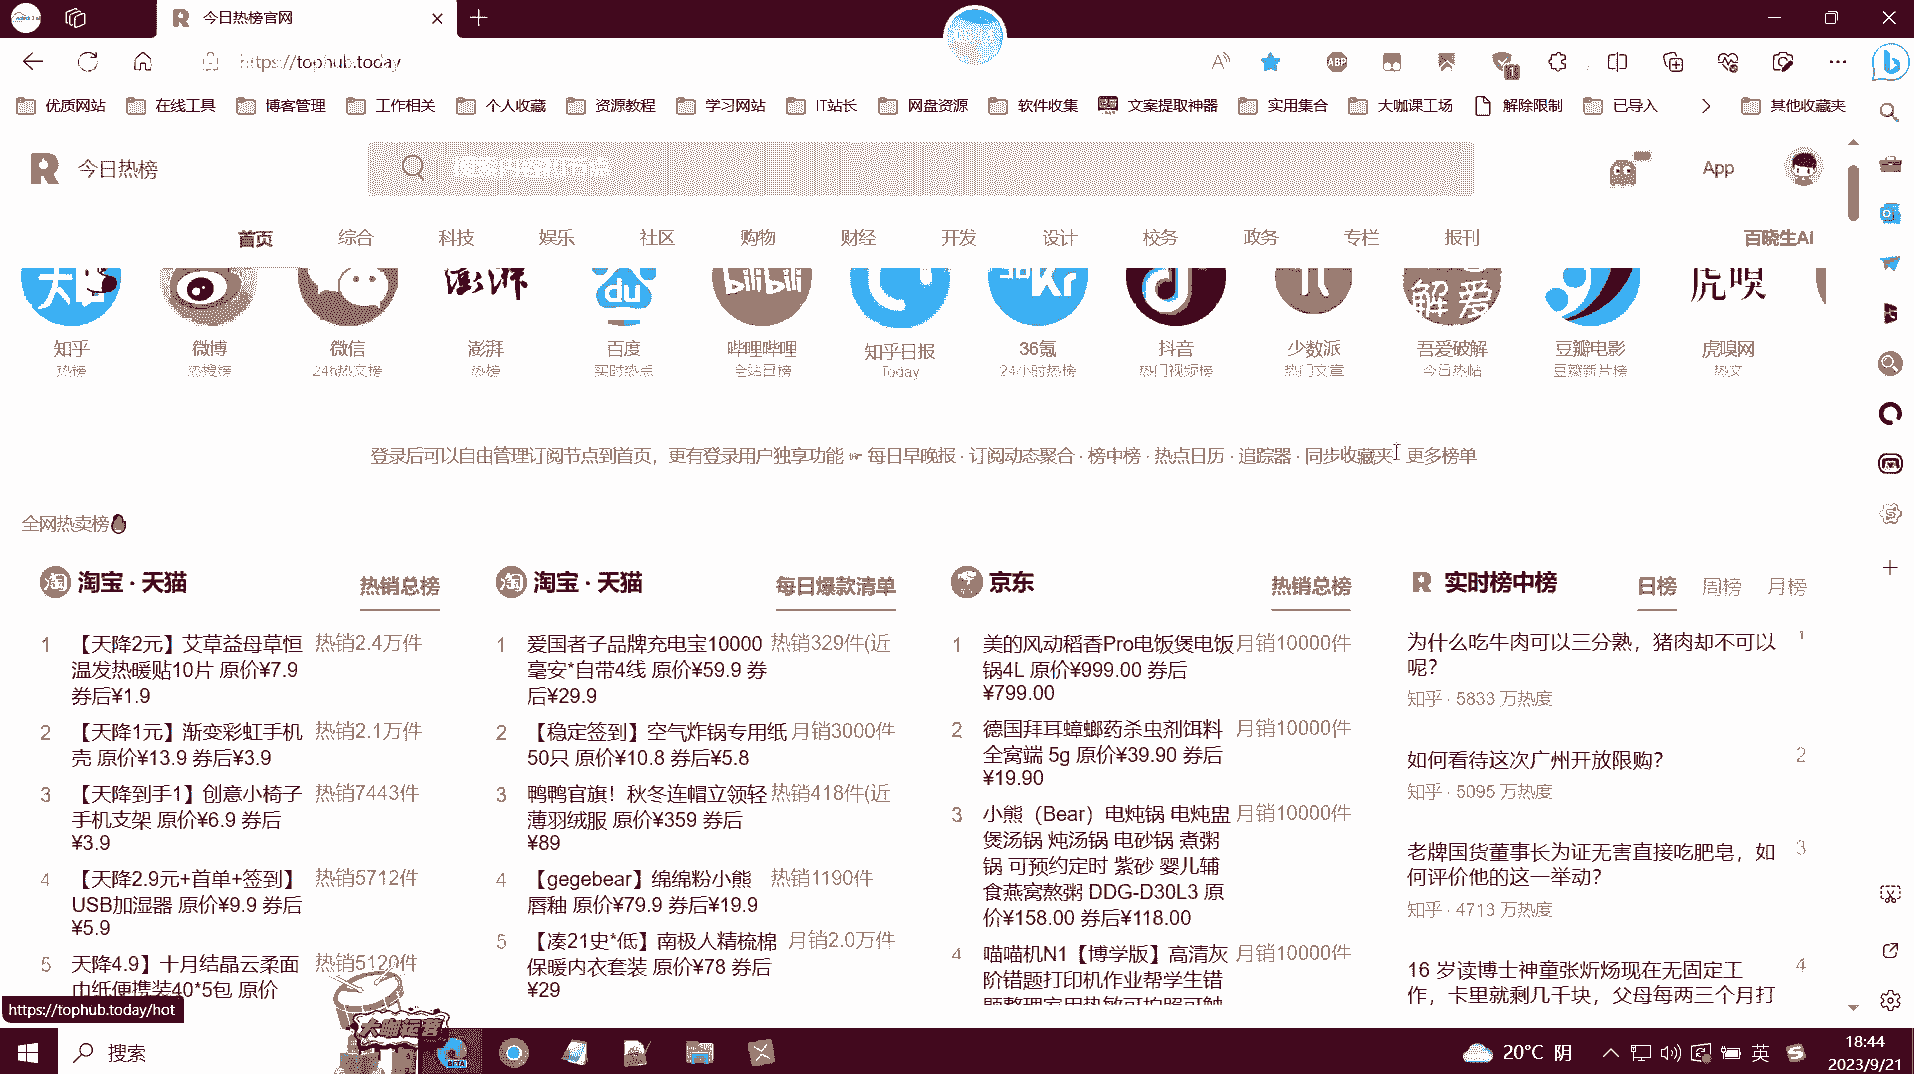 今日热榜官网
https://tophub.today
优质网站 在线工具 博客管理 工作相关 个人收藏 资源教程 学习网站 IT站长 网盘资源 软件收集 文案提取神器 实用集合 大咖课工场 解除限制 已导入 其他收藏夹
今日热榜
App
首页 综合 科技 娱乐 社区 购物 财经 开发 设计 校务 政务 专栏 报刊 百晓生AI
知乎 微博 微信 澎湃 百度 哔哩哔哩 知乎日报 36氪 抖音 少数派 吾爱破解 豆瓣电影 虎嗅网
热榜 热搜榜 24h热文榜 热榜 实时热点 全站日榜 Today 24小时热榜 热门视频榜 热门文章 今日热帖 豆瓣新片榜 热文
登录后可以自由管理订阅节点到首页，更有登录用户独享功能 ☞ 每日早晚报 · 订阅动态聚合 · 榜中榜 · 热点日历 · 追踪器 · 同步收藏夹 更多榜单
全网热卖榜
淘宝 · 天猫 热销总榜
1 【天降2元】艾草益母草恒 热销2.4万件
温发热暖贴10片 原价¥7.9
券后¥1.9
2 【天降1元】渐变彩虹手机 热销2.1万件
壳 原价¥13.9 券后¥3.9
3 【天降到手1】创意小椅子 热销7443件
手机支架 原价¥6.9 券后
¥3.9
4 【天降2.9元+首单+签到】 热销5712件
USB加湿器 原价¥9.9 券后
¥5.9
5 天降4.9】十月结晶云柔面 热销5120件
巾纸便携装40*5包 原价
淘宝 · 天猫 每日爆款清单
1 爱国者子品牌充电宝10000 热销329件(近
毫安*自带4线 原价¥59.9 券
后¥29.9
2 【稳定签到】空气炸锅专用纸 月销3000件
50只 原价¥10.8 券后¥5.8
3 鸭鸭官旗！秋冬连帽立领轻 热销418件(近
薄羽绒服 原价¥359 券后
¥89
4 【gegebear】绵绵粉小熊 热销1190件
唇釉 原价¥79.9 券后¥19.9
5 【凑21史*低】南极人精梳棉 月销2.0万件
保暖内衣套装 原价¥78 券后
¥29
京东 热销总榜
1 美的风动稻香Pro电饭煲电饭 月销10000件
锅4L 原价¥999.00 券后
¥799.00
2 德国拜耳蟑螂药杀虫剂饵料 月销10000件
全窝端 5g 原价¥39.90 券后
¥19.90
3 小熊（Bear）电炖锅 电炖盅 月销10000件
煲汤锅 炖汤锅 电砂锅 煮粥
锅 可预约定时 紫砂 婴儿辅
食燕窝熬粥 DDG-D30L3 原
价¥158.00 券后¥118.00
4 喵喵机N1【博学版】高清灰 月销10000件
阶错题打印机作业帮学生错
实时榜中榜 日榜 周榜 月榜
为什么吃牛肉可以三分熟，猪肉却不可以 1
呢？
知乎 · 5833 万热度
如何看待这次广州开放限购？ 2
知乎 · 5095 万热度
老牌国货董事长为证无害直接吃肥皂，如 3
何评价他的这一举动？
知乎 · 4713 万热度
16 岁读博士神童张炘炀现在无固定工 4
作，卡里就剩几千块，父母每两三个月打
https://tophub.today/hot
大咖运营
搜索
20°C 阴
英
18:44
2023/9/21